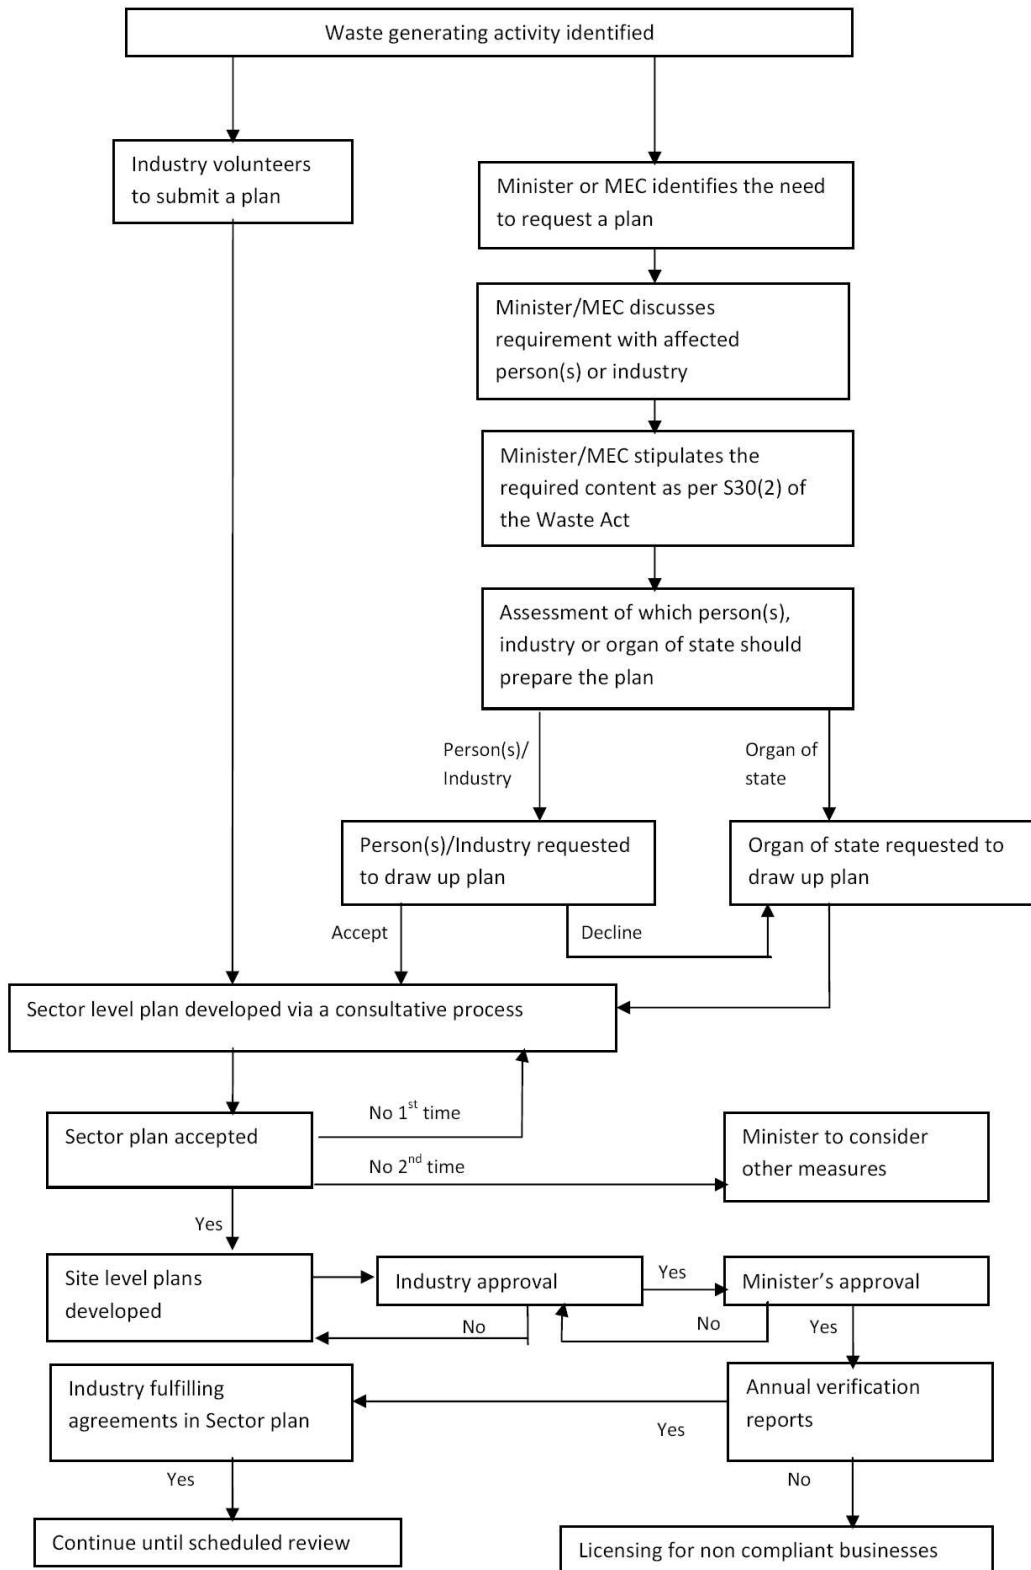 Waste generating activity identified
Industry volunteers
to submit a plan
Minister or MEC identifies the need
to request a plan
Minister/MEC discusses
requirement with affected
person(s) or industry
Minister/MEC stipulates the
required content as per S30(2) of
the Waste Act
Assessment of which person(s),
industry or organ of state should
prepare the plan
Person(s)/
Industry
Organ of
state
Person(s)/Industry requested
to draw up plan
Organ of state requested to
draw up plan
Accept
Decline
Sector level plan developed via a consultative process
No 1st time
Sector plan accepted
No 2nd time
Minister to consider
other measures
Yes
Site level plans
developed
Industry approval
Yes
Minister’s approval
No
No
Yes
Industry fulfilling
agreements in Sector plan
Yes
Annual verification
reports
Yes
No
Continue until scheduled review
Licensing for non compliant businesses